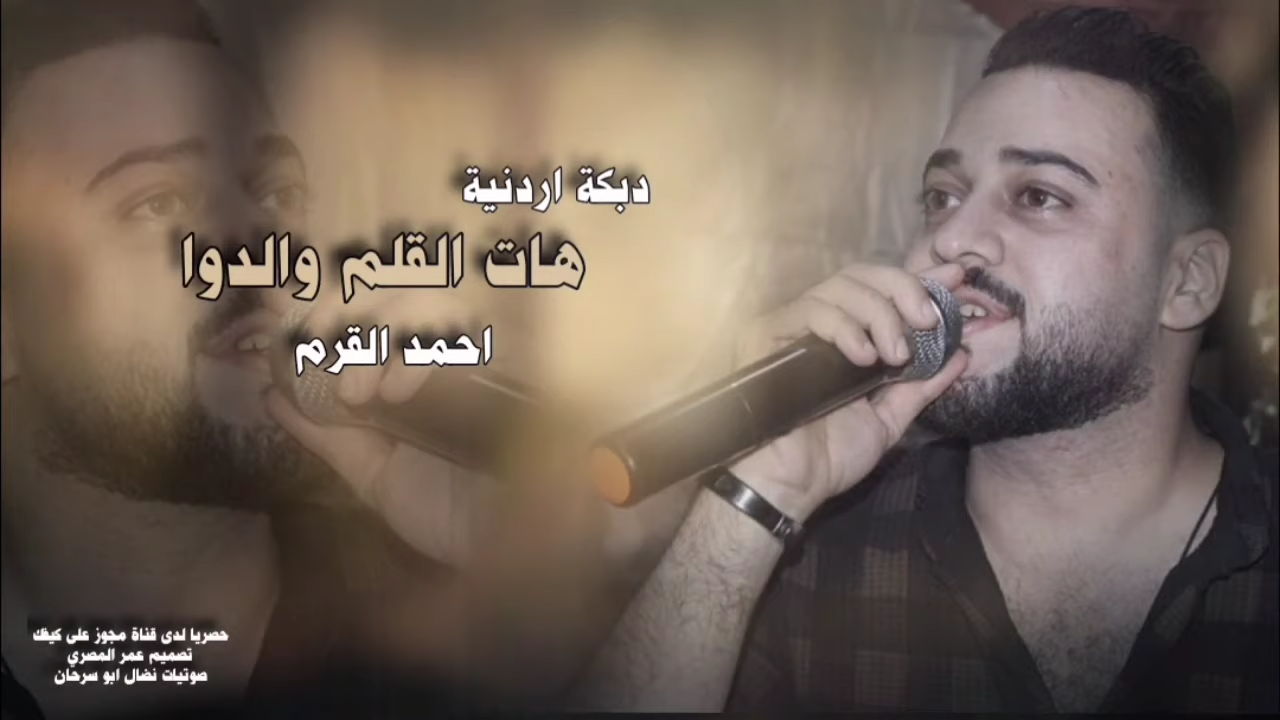 دبكة اردنية
هات القلم والدوا
احمد القرم
حصريا لدى قناة مجوز على كيفك
تصميم عمر المصري
صوتيات نضال ابو سرحان